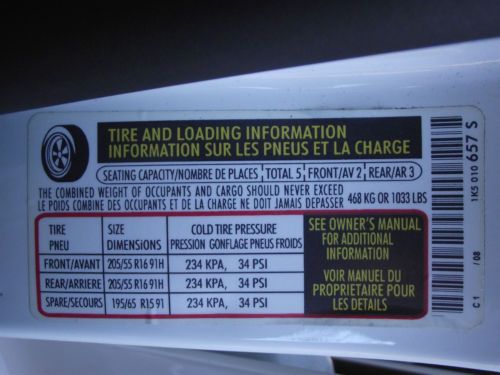 TIRE AND LOADING INFORMATION
INFORMATION SUR LES PNEUS ET LA CHARGE
SEATING CAPACITY/NOMBRE DE PLACES TOTAL 5 FRONT/AV 2 REAR/AR 3
THE COMBINED WEIGHT OF OCCUPANTS AND CARGO SHOULD NEVER EXCEED
LE POIDS COMBINE DES OCCUPANTS ET DE LA CHARGE NE DOIT JAMAIS DEPASSER 468 KG OR 1033 LBS
TIRE SIZE COLD TIRE PRESSURE
PNEU DIMENSIONS PRESSION GONFLAGE PNEUS FROIDS
FRONT/AVANT 205/55 R16 91H 234 KPA, 34 PSI
REAR/ARRIERE 205/55 R16 91H 234 KPA, 34 PSI
SPARE/SECOURS 195/65 R15 91 234 KPA, 34 PSI
SEE OWNER'S MANUAL
FOR ADDITIONAL
INFORMATION
VOIR MANUEL DU
PROPRIETAIRE POUR
LES DETAILS
1K5 010 657 S
C 1 / 08